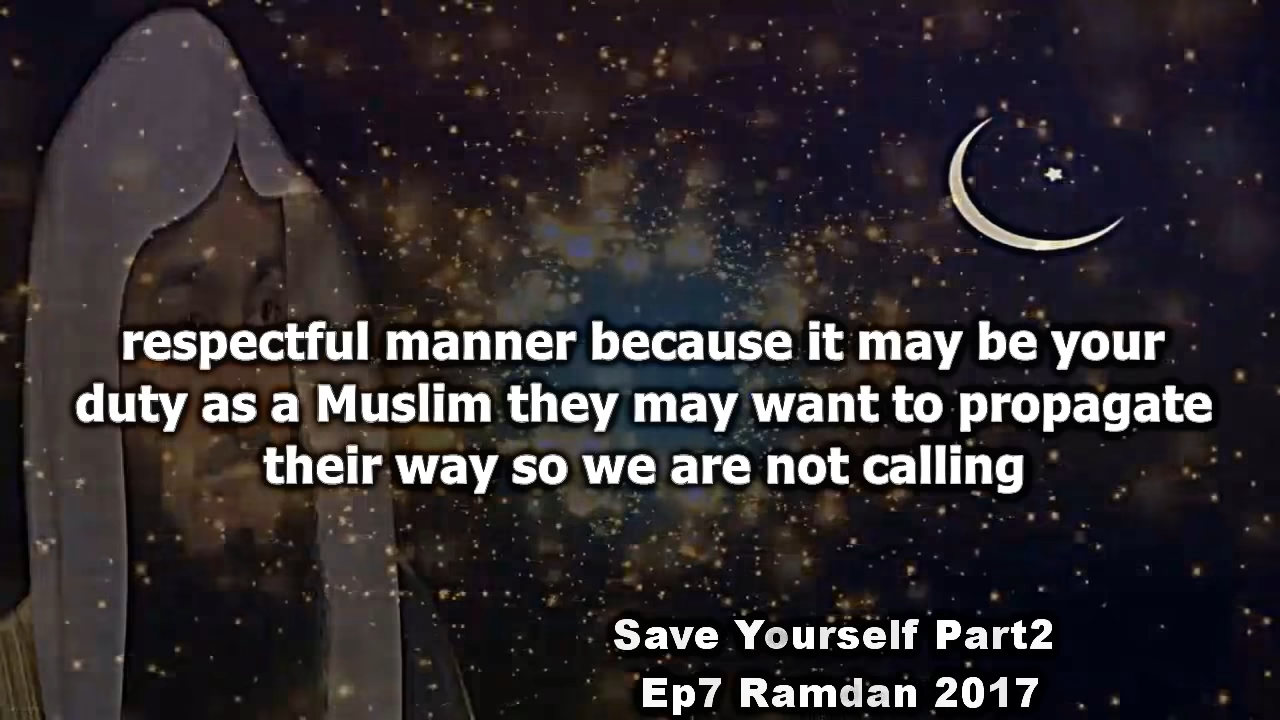 respectful manner because it may be your
duty as a Muslim they may want to propagate
their way so we are not calling
Save Yourself Part2
Ep7 Ramdan 2017